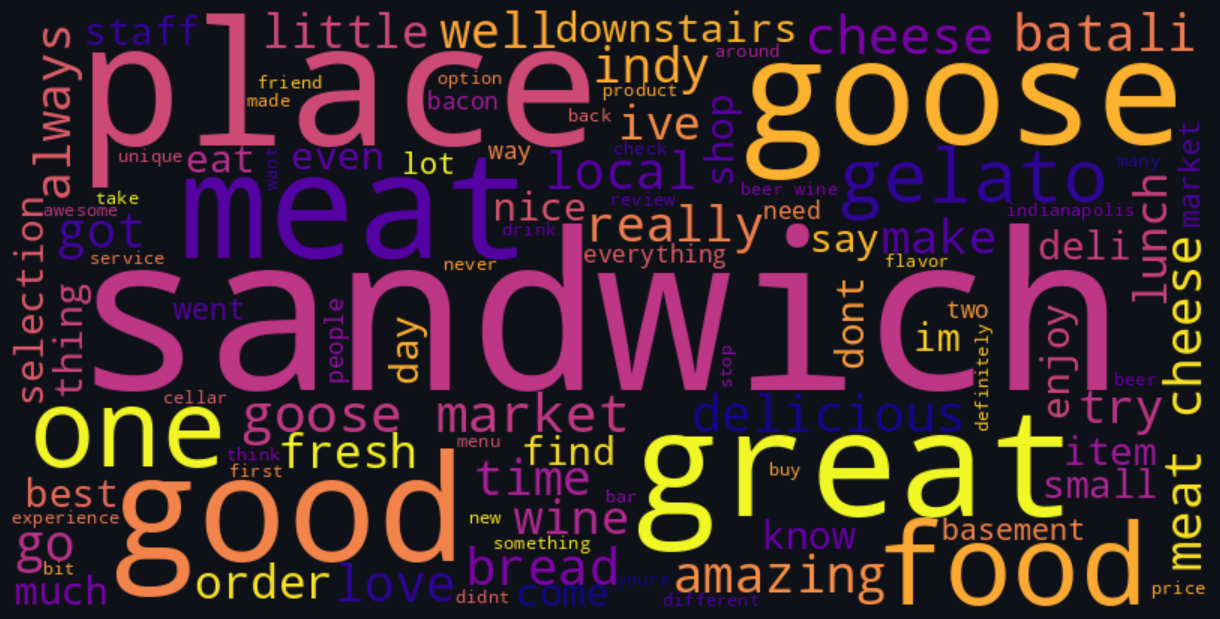 staff
little
well
downstairs
cheese
batali
always
place
friend
made
option
bacon
back
indy
product
around
ive
shop
goose
market
unique
eat
want
even
lot
way
local
check
review
beer wine
gelato
many
indianapolis
lunch
take
awesome
got
service
meat
nice
drink
really
need
everything
say
make
flavor
deli
never
selection
thing
went
people
day
sandwich
stop
dont
im
two
definitely
enjoy
beer
meat cheese
cellar
one
goose market
delicious
try
think
fresh
first
menu
find
great
buy
item
small
best
experience
good
time
bar
wine
new
something
know
basement
food
go
bit
much
order
love
bread
didnt
come
youre
different
amazing
price